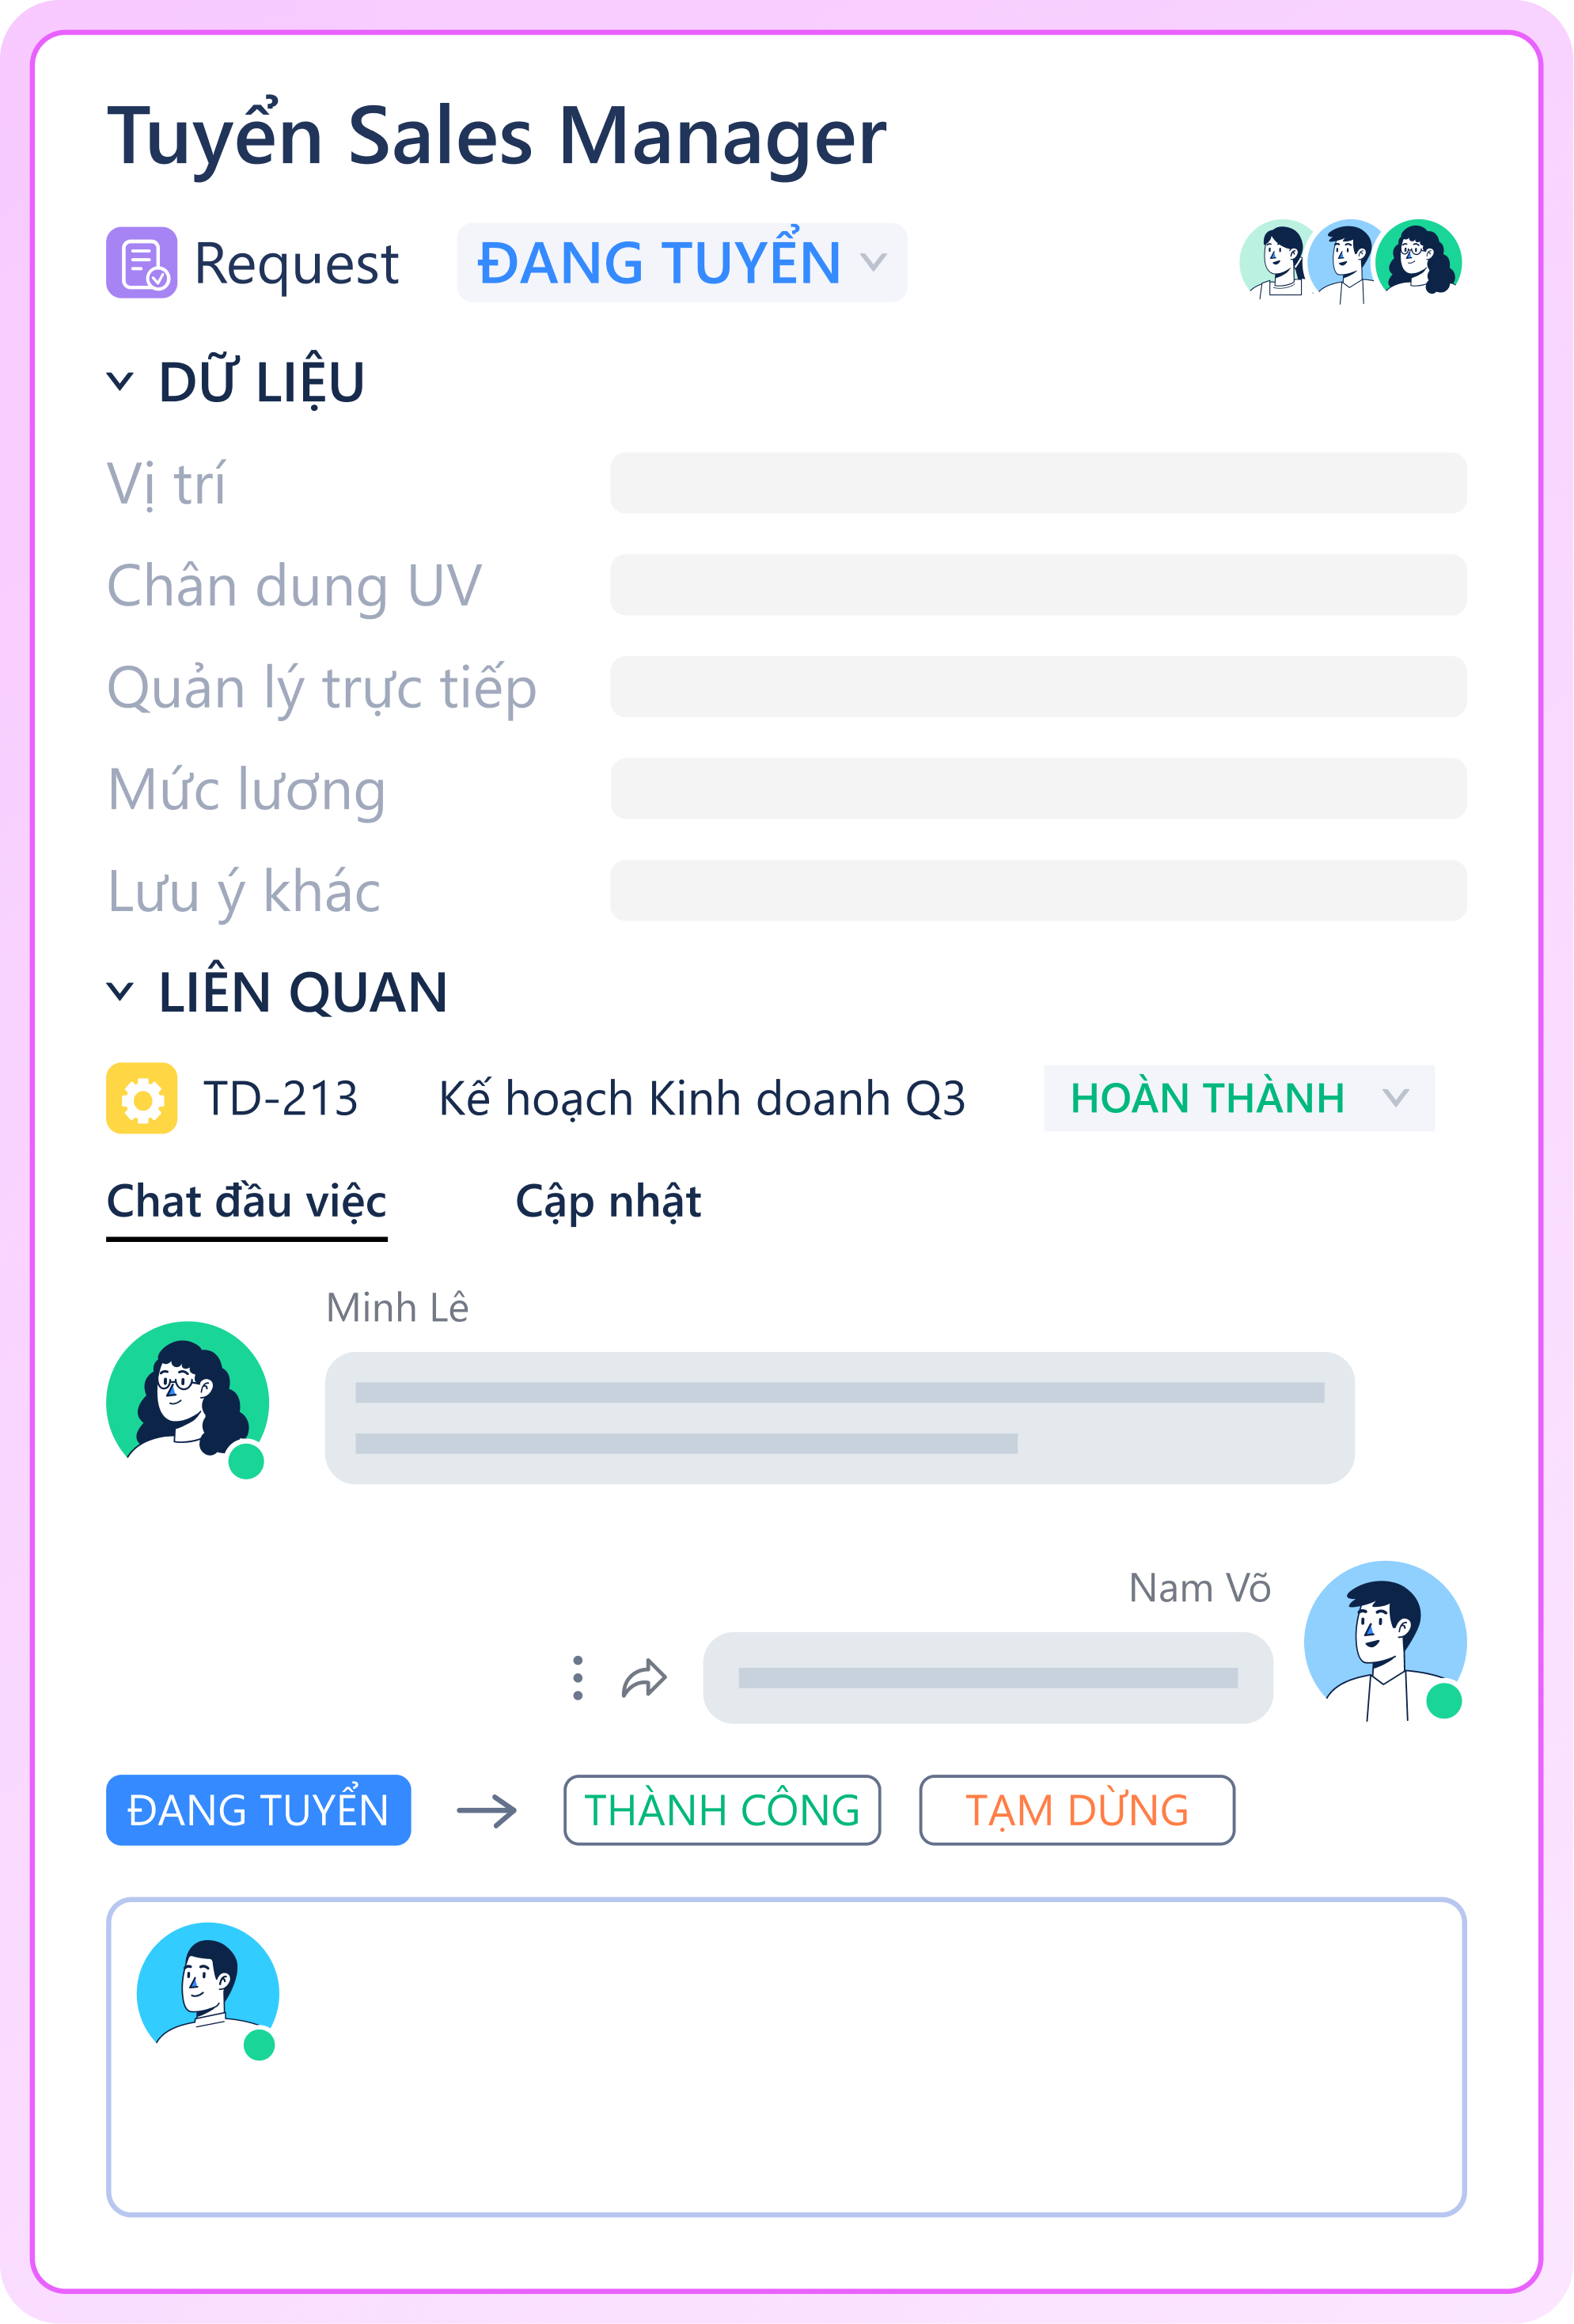 Tuyển Sales Manager
Request ĐANG TUYỂN
DỮ LIỆU
Vị trí
Chân dung UV
Quản lý trực tiếp
Mức lương
Lưu ý khác
LIÊN QUAN
TD-213 Kế hoạch Kinh doanh Q3 HOÀN THÀNH
Chat đầu việc Cập nhật
Minh Lê
Nam Võ
ĐANG TUYỂN THÀNH CÔNG TẠM DỪNG